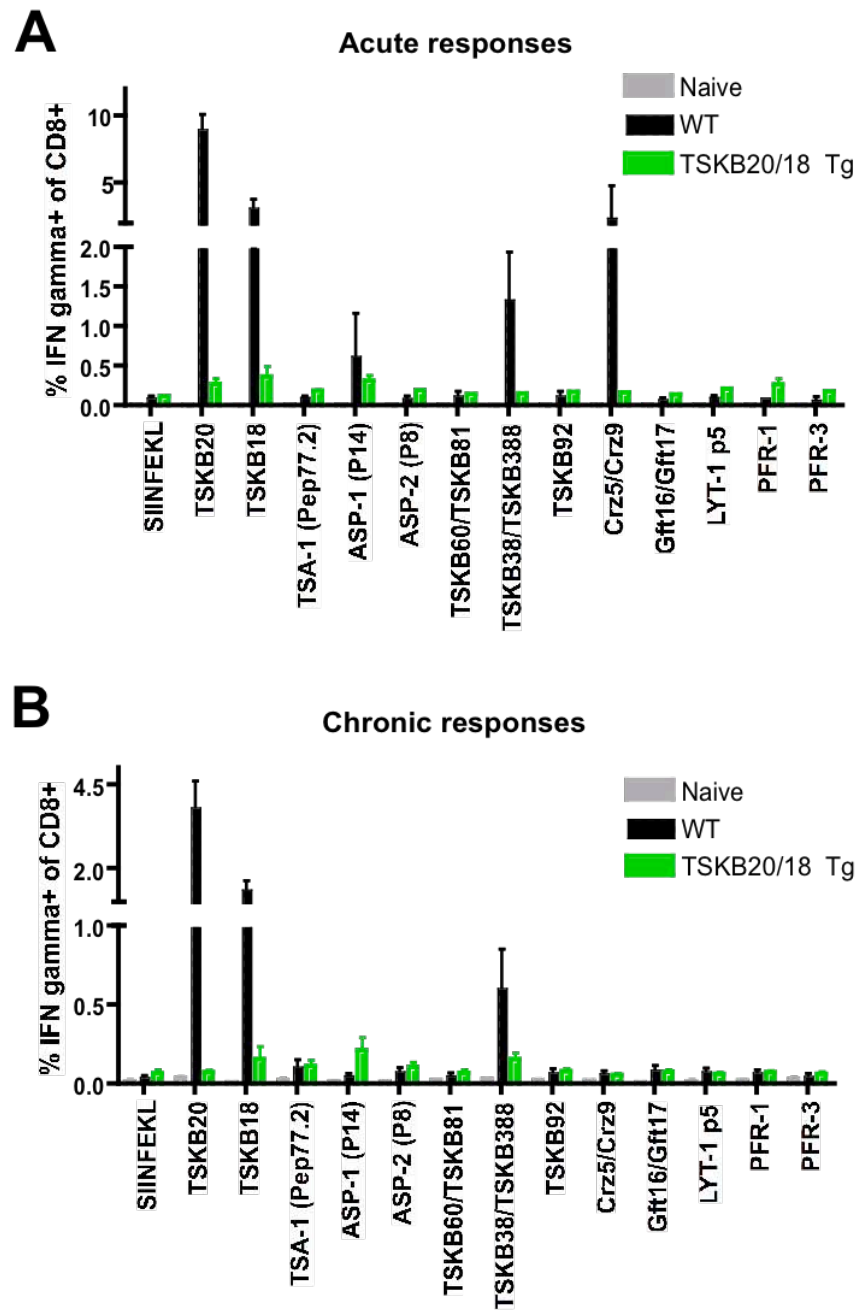 A
Acute responses
Naive
WT
TSKB20/18 Tg
% IFN gamma+ of CD8+
10
5
2.0
1.5
1.0
0.5
0.0
SIINFEKL
TSKB20
TSKB18
TSA-1 (Pep77.2)
ASP-1 (P14)
ASP-2 (P8)
TSKB60/TSKB81
TSKB38/TSKB388
TSKB92
Crz5/Crz9
Gft16/Gft17
LYT-1 p5
PFR-1
PFR-3
B
Chronic responses
Naive
WT
TSKB20/18 Tg
% IFN gamma+ of CD8+
4.5
2.0
1.0
0.5
0.0
SIINFEKL
TSKB20
TSKB18
TSA-1 (Pep77.2)
ASP-1 (P14)
ASP-2 (P8)
TSKB60/TSKB81
TSKB38/TSKB388
TSKB92
Crz5/Crz9
Gft16/Gft17
LYT-1 p5
PFR-1
PFR-3